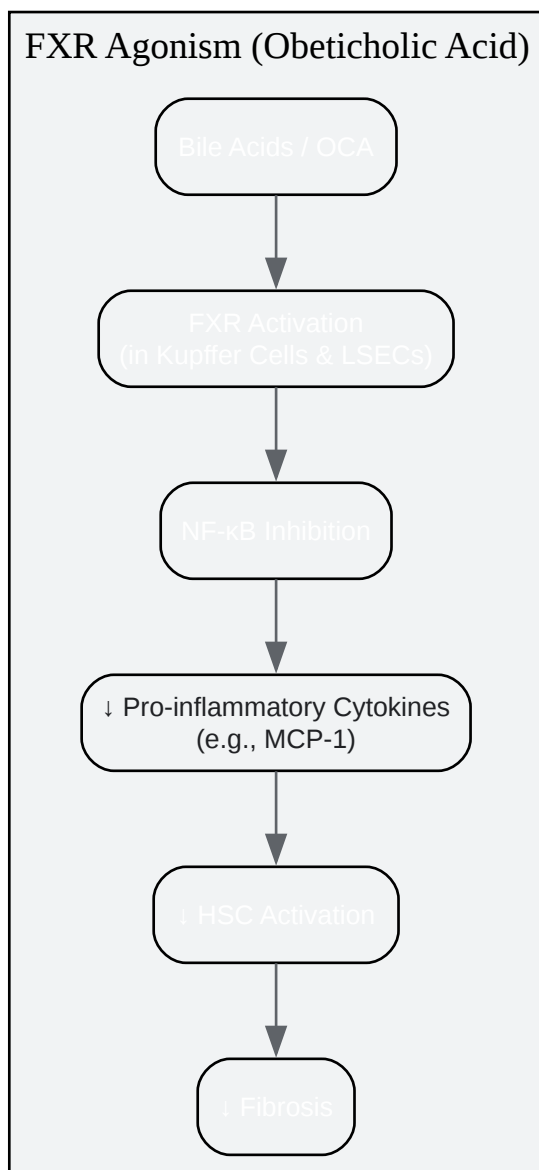 FXR Agonism (Obeticholic Acid)
Bile Acids / OCA
FXR Activation
(in Kupffer Cells & LSECs)
NF-κB Inhibition
↓ Pro-inflammatory Cytokines
(e.g., MCP-1)
↓ HSC Activation
↓ Fibrosis